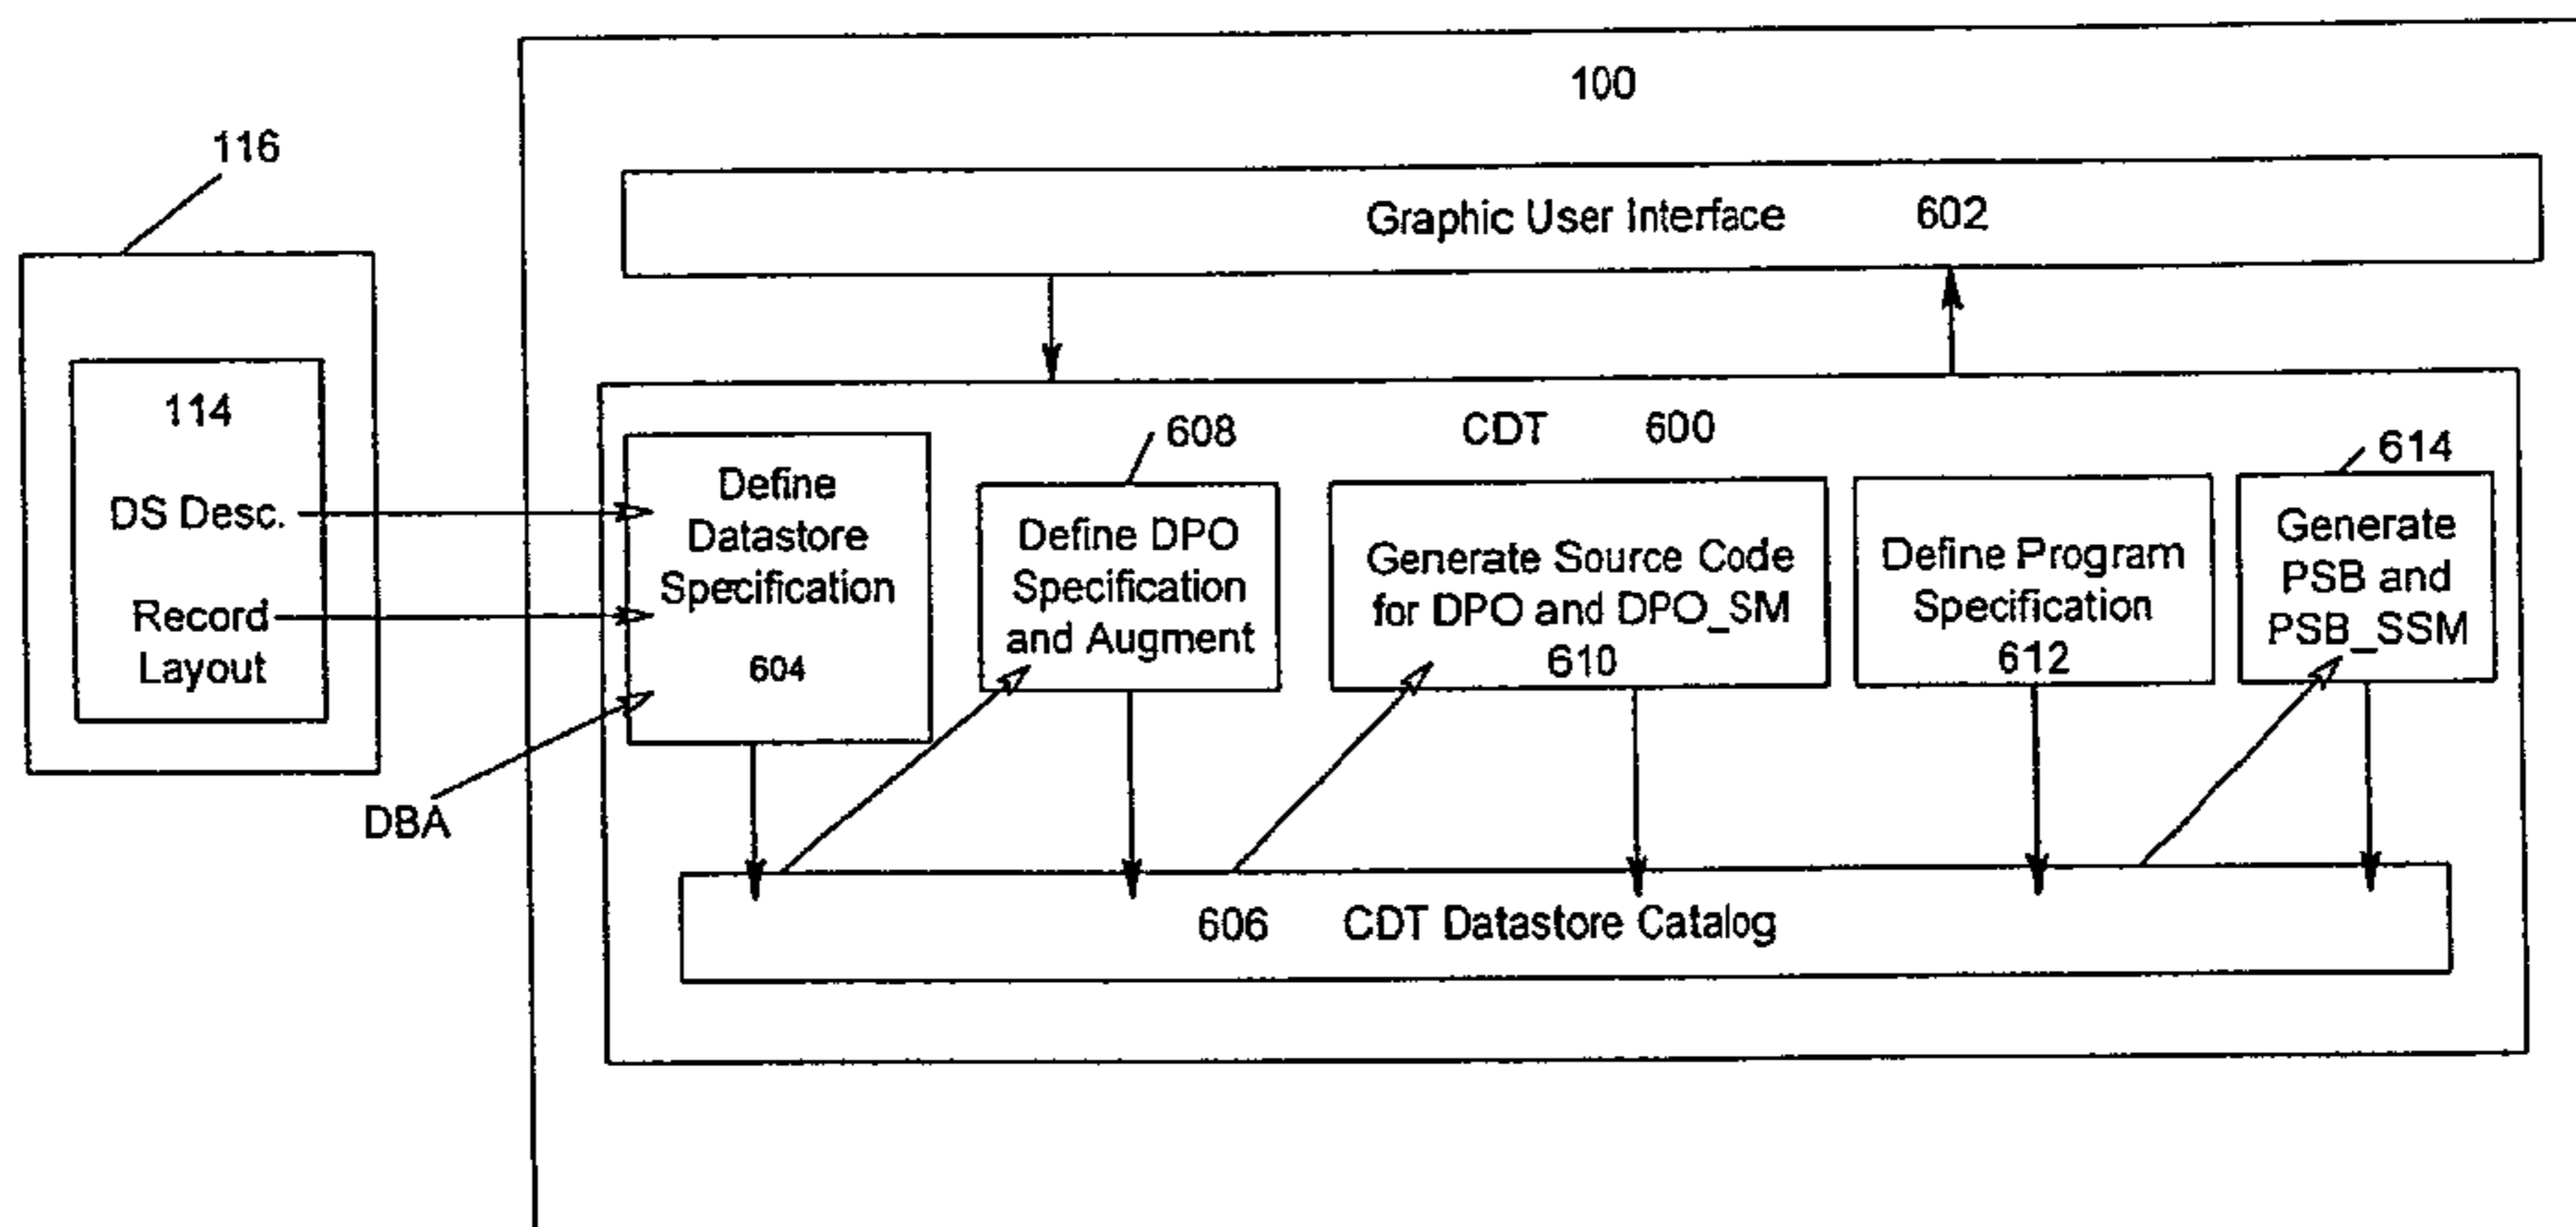 100
116
Graphic User Interface 602
114
DS Desc.
Record
Layout
DBA
CDT 600
Define
Datastore
Specification
604
608
Define DPO
Specification
and Augment
Generate Source Code
for DPO and DPO_SM
610
Define Program
Specification
612
614
Generate
PSB and
PSB_SSM
606 CDT Datastore Catalog